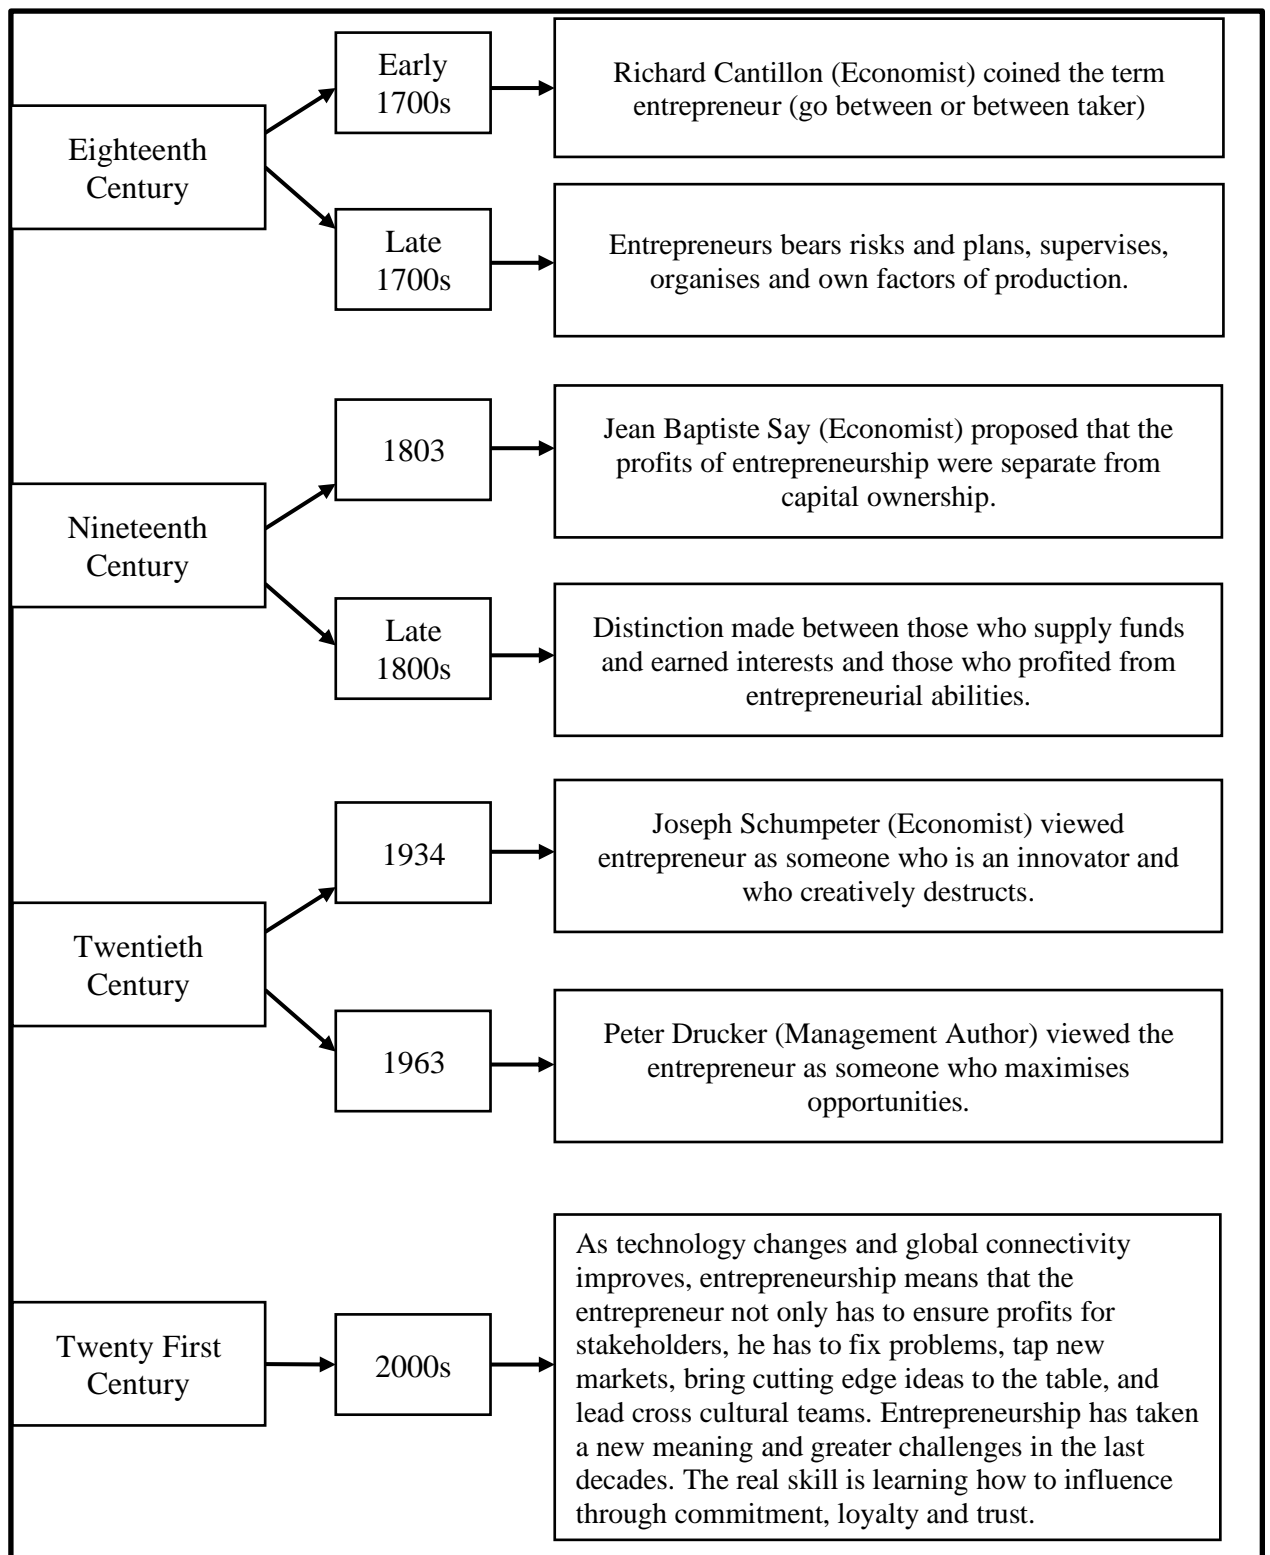 Eighteenth
Century
Early
1700s
Richard Cantillon (Economist) coined the term
entrepreneur (go between or between taker)
Late
1700s
Entrepreneurs bears risks and plans, supervises,
organises and own factors of production.
Nineteenth
Century
1803
Jean Baptiste Say (Economist) proposed that the
profits of entrepreneurship were separate from
capital ownership.
Late
1800s
Distinction made between those who supply funds
and earned interests and those who profited from
entrepreneurial abilities.
Twentieth
Century
1934
Joseph Schumpeter (Economist) viewed
entrepreneur as someone who is an innovator and
who creatively destructs.
1963
Peter Drucker (Management Author) viewed the
entrepreneur as someone who maximises
opportunities.
Twenty First
Century
2000s
As technology changes and global connectivity
improves, entrepreneurship means that the
entrepreneur not only has to ensure profits for
stakeholders, he has to fix problems, tap new
markets, bring cutting edge ideas to the table, and
lead cross cultural teams. Entrepreneurship has taken
a new meaning and greater challenges in the last
decades. The real skill is learning how to influence
through commitment, loyalty and trust.